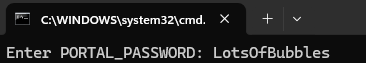 C:\WINDOWS\system32\cmd.
Enter PORTAL_PASSWORD: LotsOfBubbles